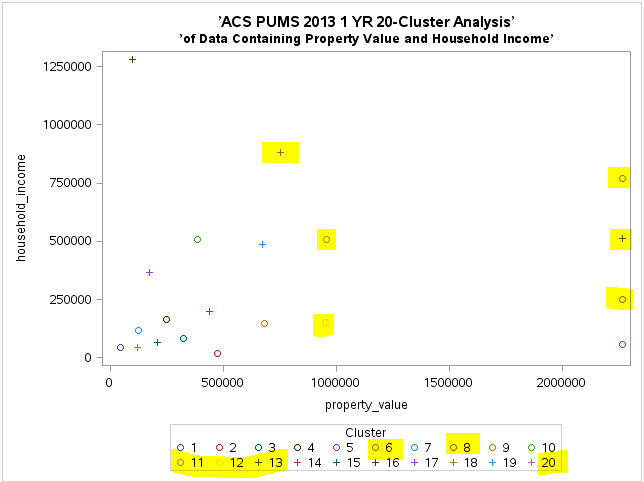 ’ACS PUMS 2013 1 YR 20-Cluster Analysis’
’of Data Containing Property Value and Household Income’
1250000
1000000
750000
500000
250000
0
household_income
0 500000 1000000 1500000 2000000
property_value
Cluster
1 2 3 4 5 6 7 8 9 10
11 12 13 14 15 16 17 18 19 20